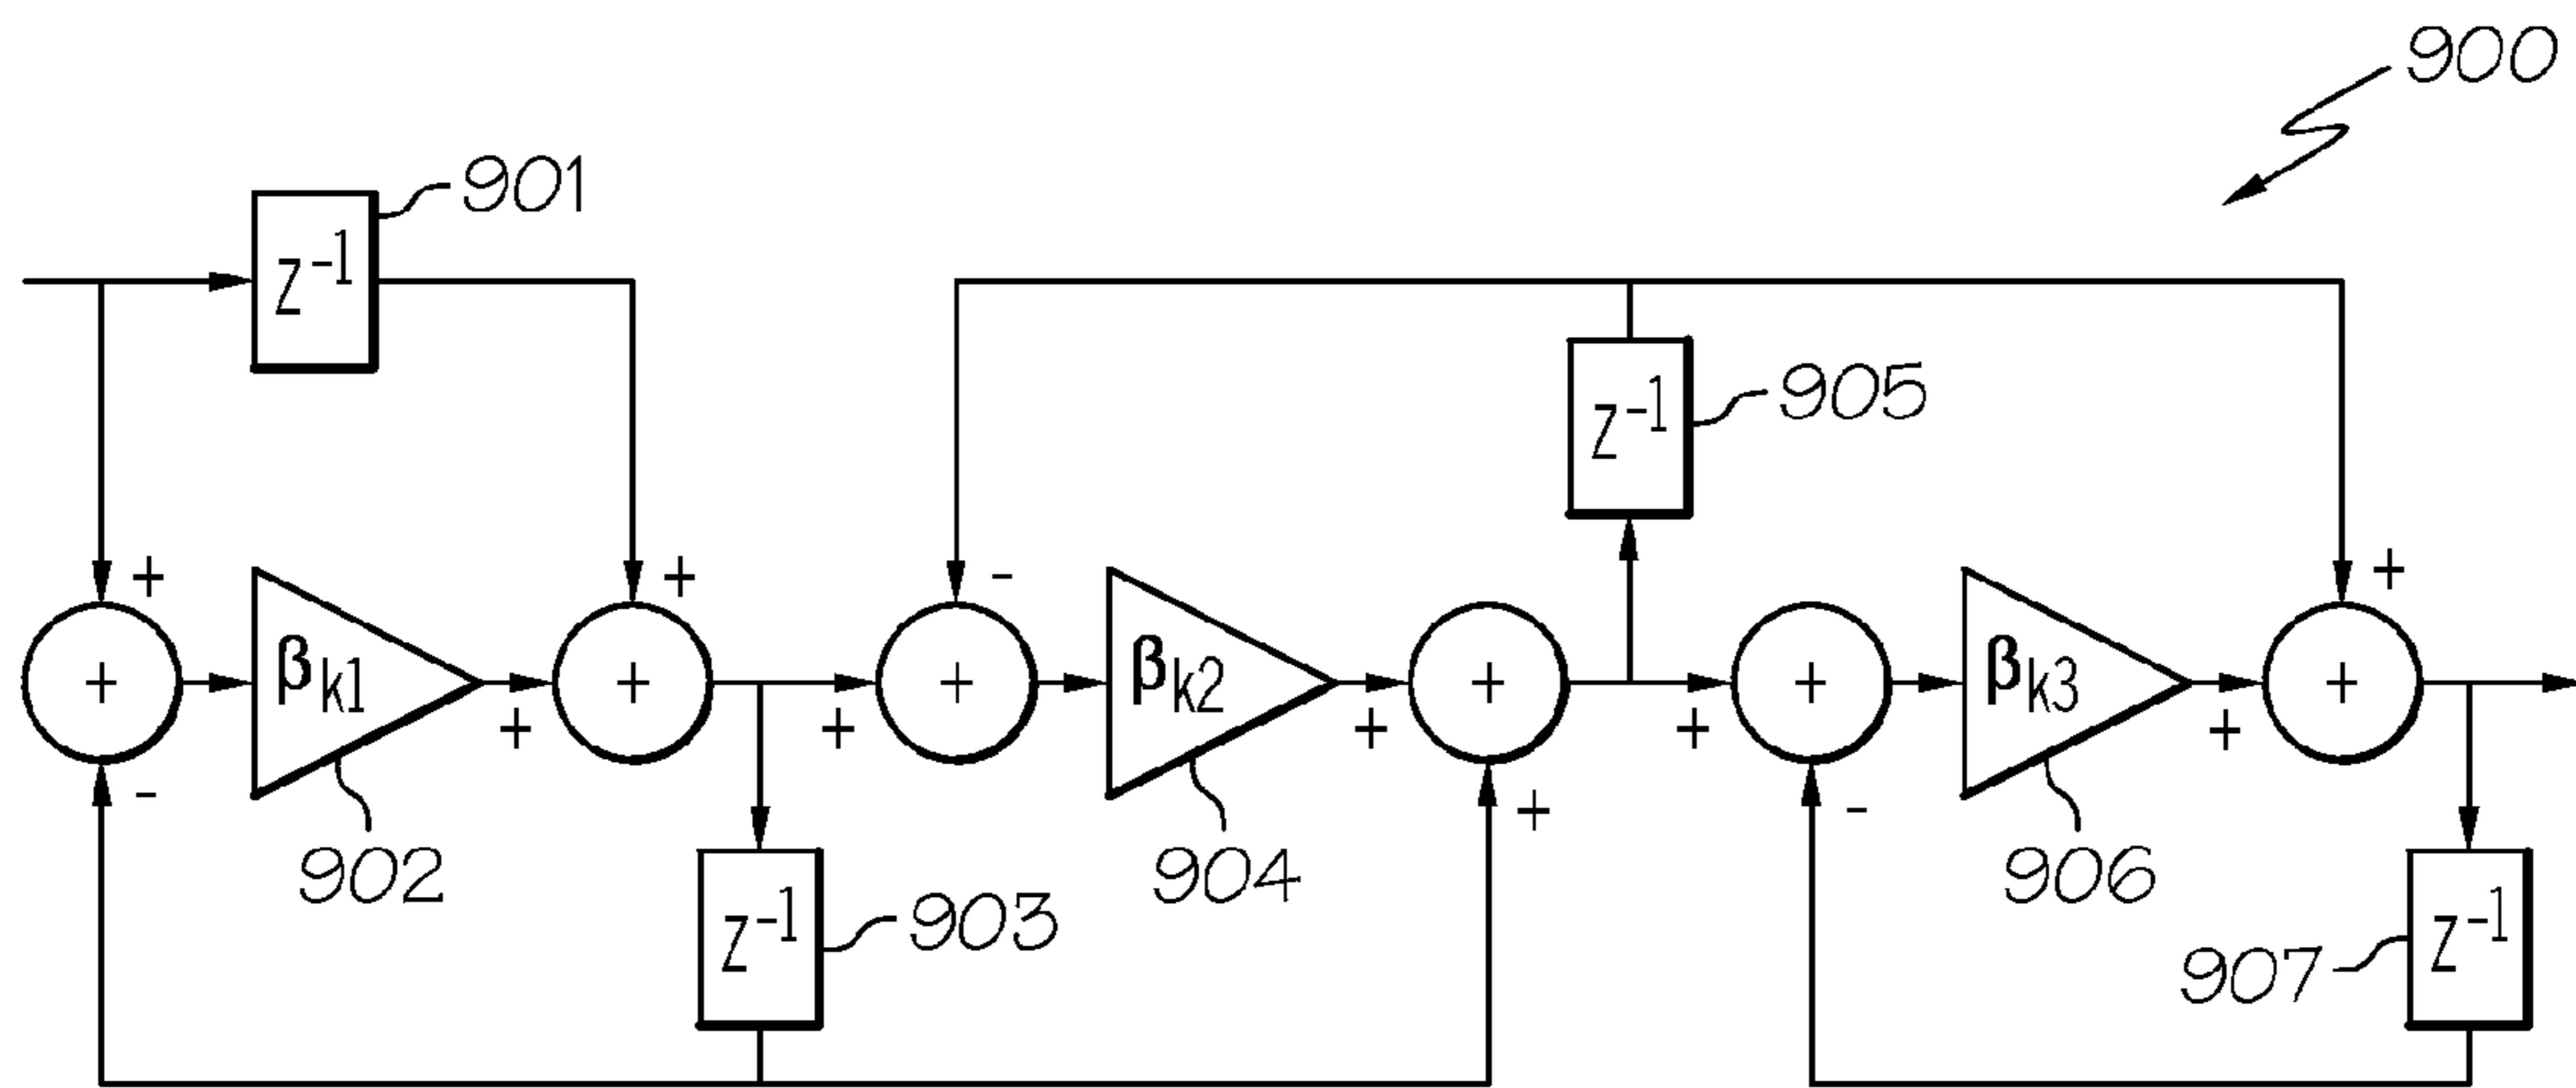 900
901
z⁻¹
905
z⁻¹
+ + - +
+ βk1 + + βk2 + + βk3 +
+ + + + +
- + -
902 904 906
903
z⁻¹
907
z⁻¹